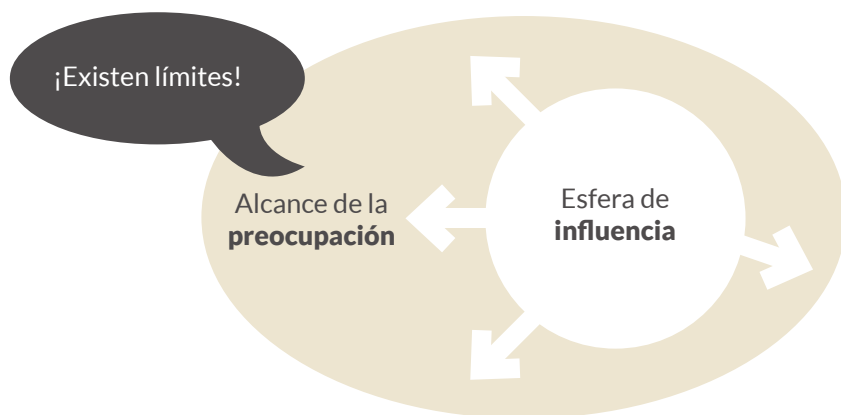 ¡Existen límites!
Alcance de la
preocupación
Esfera de
influencia